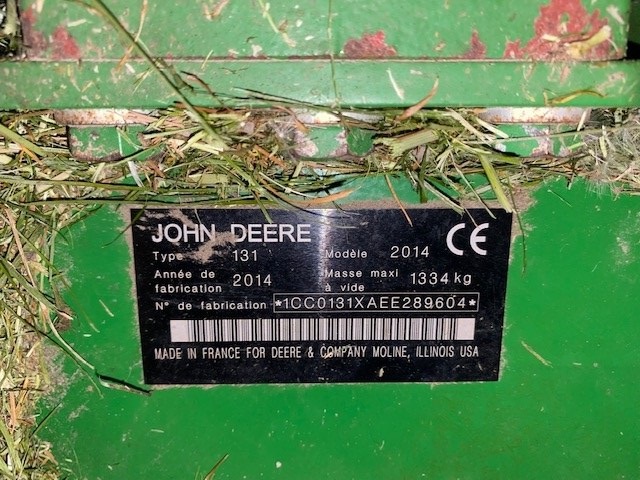 JOHN DEERE CE
Type 131 Modèle 2014
Année de fabrication 2014 Masse maxi à vide 1334 kg
N° de fabrication *1CC0131XAEE289604*
MADE IN FRANCE FOR DEERE & COMPANY MOLINE, ILLINOIS USA